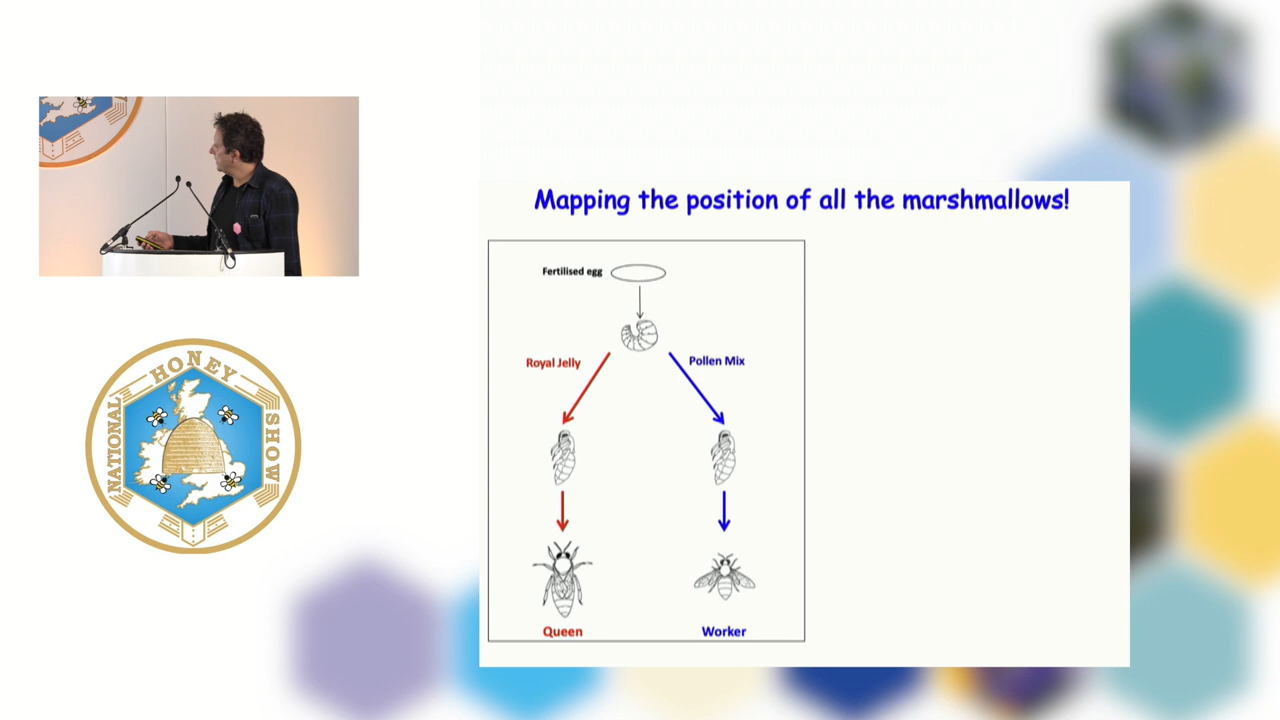 Mapping the position of all the marshmallows!
Fertilised egg
Royal Jelly
Pollen Mix
Queen
Worker
NATIONAL
HONEY
SHOW